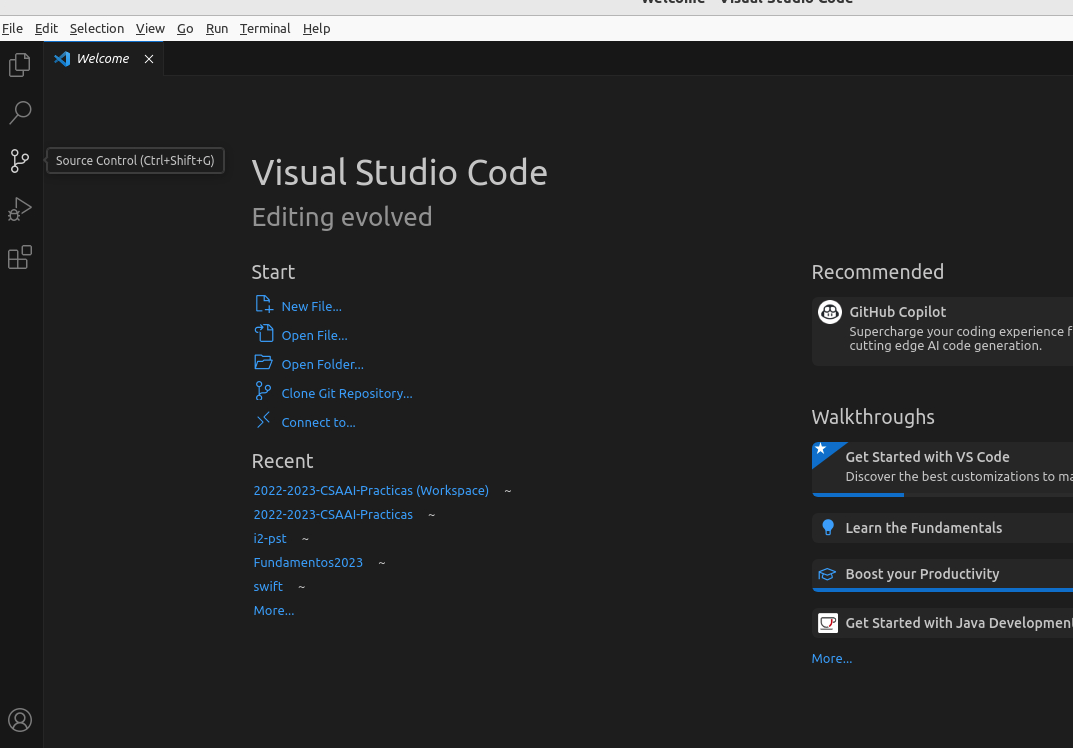 Welcome - Visual Studio Code
File Edit Selection View Go Run Terminal Help
Welcome
Source Control (Ctrl+Shift+G)
Visual Studio Code
Editing evolved
Start
New File...
Open File...
Open Folder...
Clone Git Repository...
Connect to...
Recent
2022-2023-CSAAI-Practicas (Workspace) ~
2022-2023-CSAAI-Practicas ~
i2-pst ~
Fundamentos2023 ~
swift ~
More...
Recommended
GitHub Copilot
Supercharge your coding experience f
cutting edge AI code generation.
Walkthroughs
Get Started with VS Code
Discover the best customizations to ma
Learn the Fundamentals
Boost your Productivity
Get Started with Java Development
More...